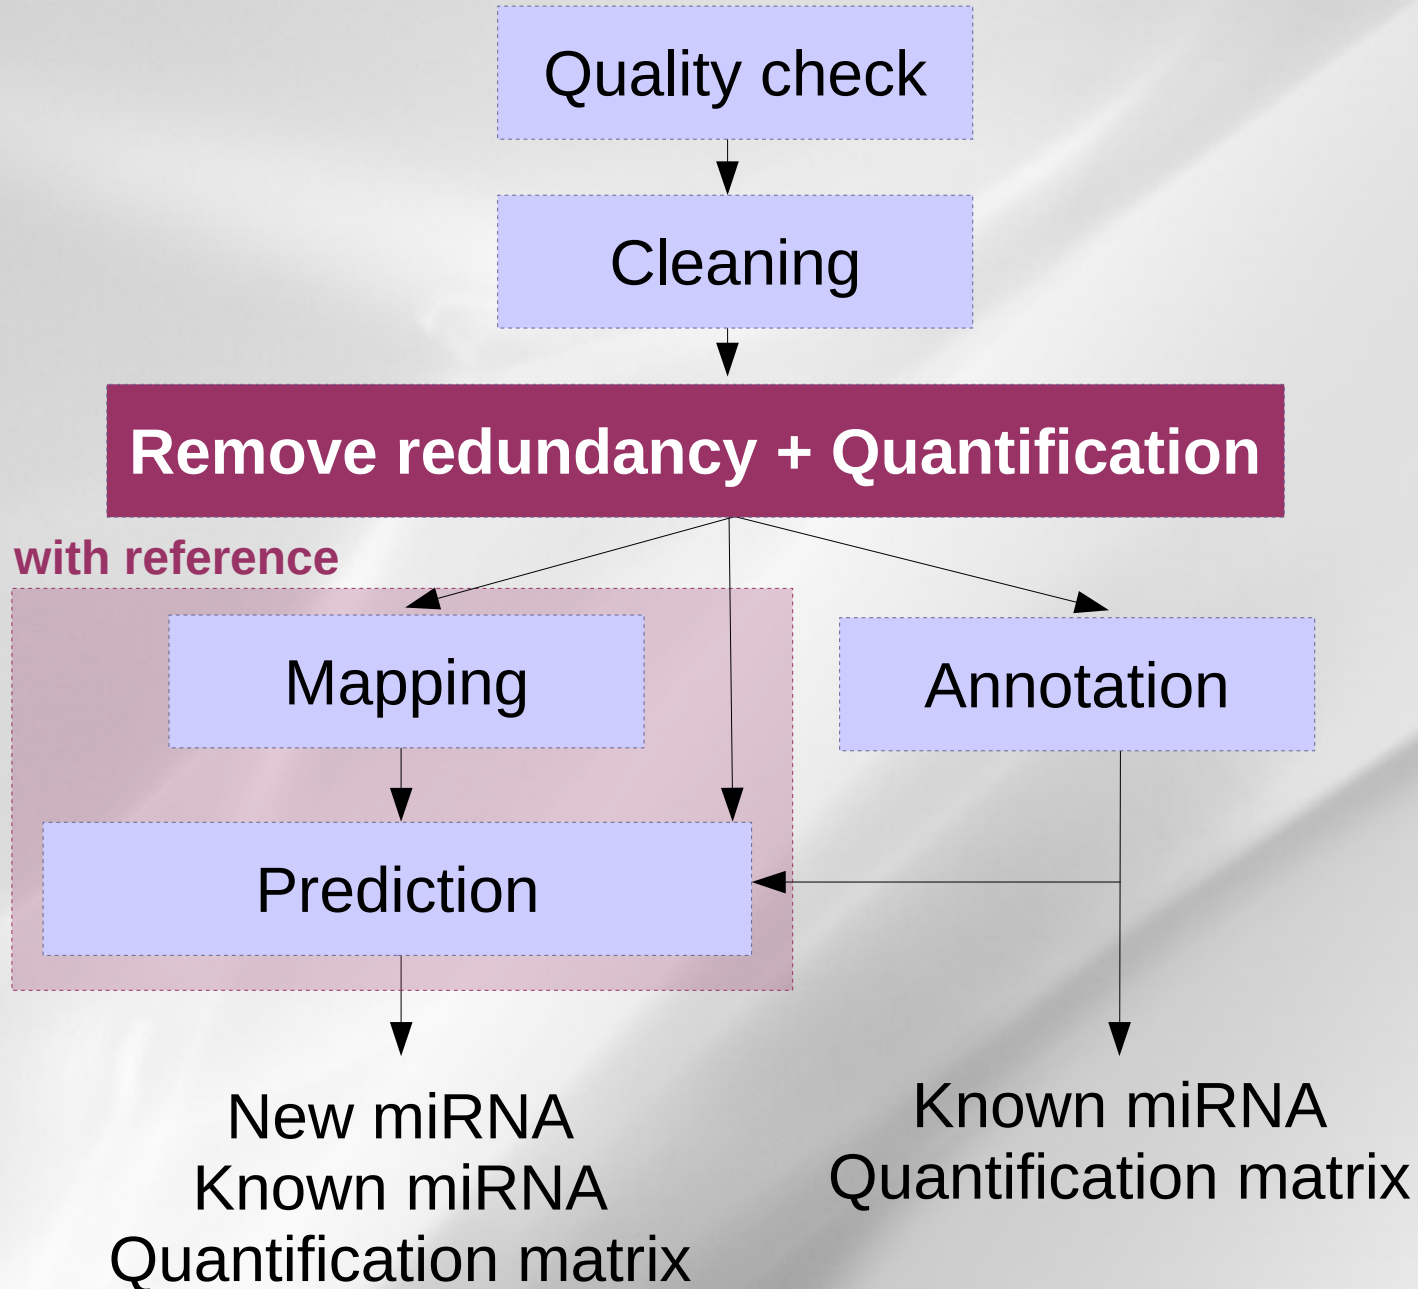 Quality check
Cleaning
Remove redundancy + Quantification
with reference
Mapping
Annotation
Prediction
New miRNA
Known miRNA
Quantification matrix
Known miRNA
Quantification matrix